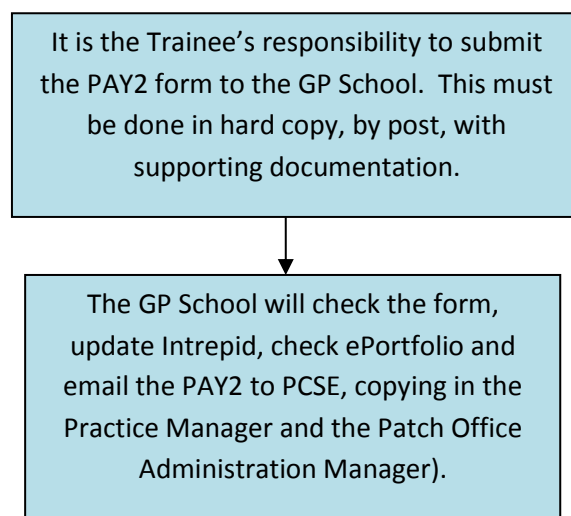 It is the Trainee’s responsibility to submit
the PAY2 form to the GP School.  This must
be done in hard copy, by post, with
supporting documentation.
The GP School will check the form,
update Intrepid, check ePortfolio and
email the PAY2 to PCSE, copying in the
Practice Manager and the Patch Office
Administration Manager).